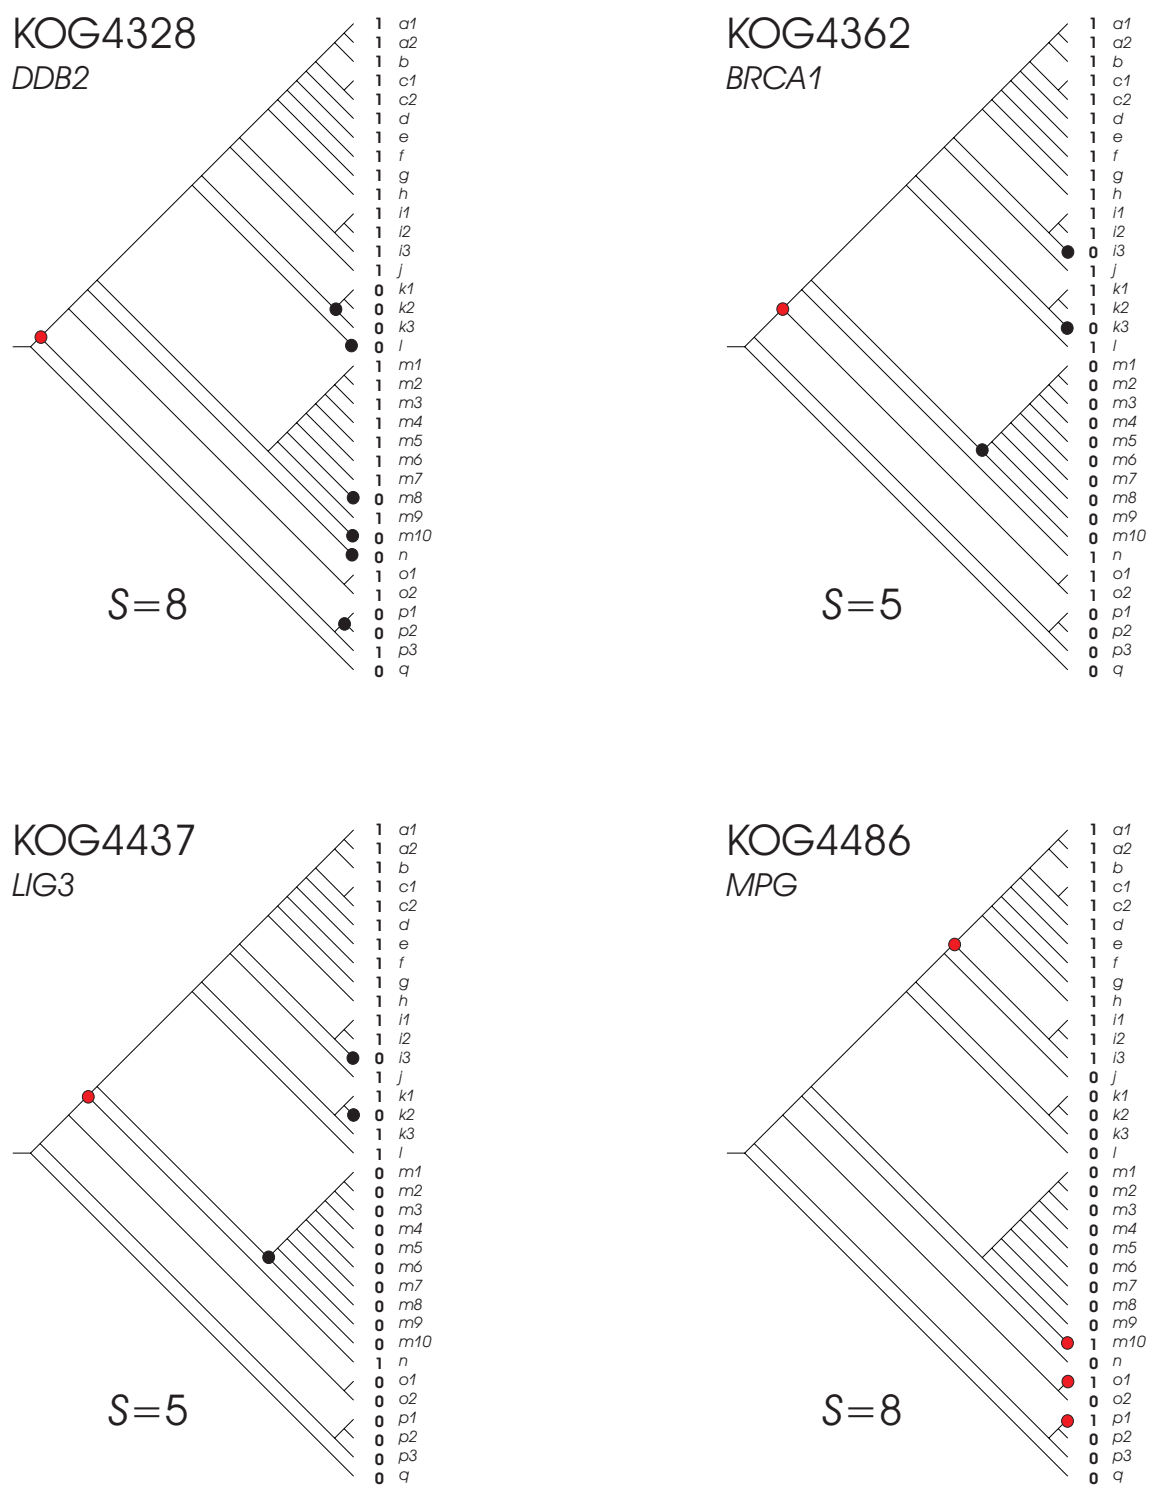 KOG4328
DDB2
1 a1
1 a2
1 b
1 c1
1 c2
1 d
1 e
1 f
1 g
1 h
1 i1
1 i2
1 i3
1 j
0 k1
0 k2
0 k3
0 l
1 m1
1 m2
1 m3
1 m4
1 m5
1 m6
1 m7
0 m8
1 m9
0 m10
0 n
1 o1
1 o2
0 p1
0 p2
1 p3
0 q
S=8
KOG4362
BRCA1
1 a1
1 a2
1 b
1 c1
1 c2
1 d
1 e
1 f
1 g
1 h
1 i1
1 i2
0 i3
1 j
1 k1
1 k2
0 k3
1 l
0 m1
0 m2
0 m3
0 m4
0 m5
0 m6
0 m7
0 m8
0 m9
0 m10
1 n
1 o1
1 o2
0 p1
0 p2
0 p3
0 q
S=5
KOG4437
LIG3
1 a1
1 a2
1 b
1 c1
1 c2
1 d
1 e
1 f
1 g
1 h
1 i1
1 i2
0 i3
1 j
1 k1
0 k2
1 k3
1 l
0 m1
0 m2
0 m3
0 m4
0 m5
0 m6
0 m7
0 m8
0 m9
0 m10
1 n
0 o1
0 o2
0 p1
0 p2
0 p3
0 q
S=5
KOG4486
MPG
1 a1
1 a2
1 b
1 c1
1 c2
1 d
1 e
1 f
1 g
1 h
1 i1
1 i2
1 i3
0 j
0 k1
0 k2
0 k3
0 l
0 m1
0 m2
0 m3
0 m4
0 m5
0 m6
0 m7
0 m8
0 m9
1 m10
0 n
1 o1
0 o2
1 p1
0 p2
0 p3
0 q
S=8